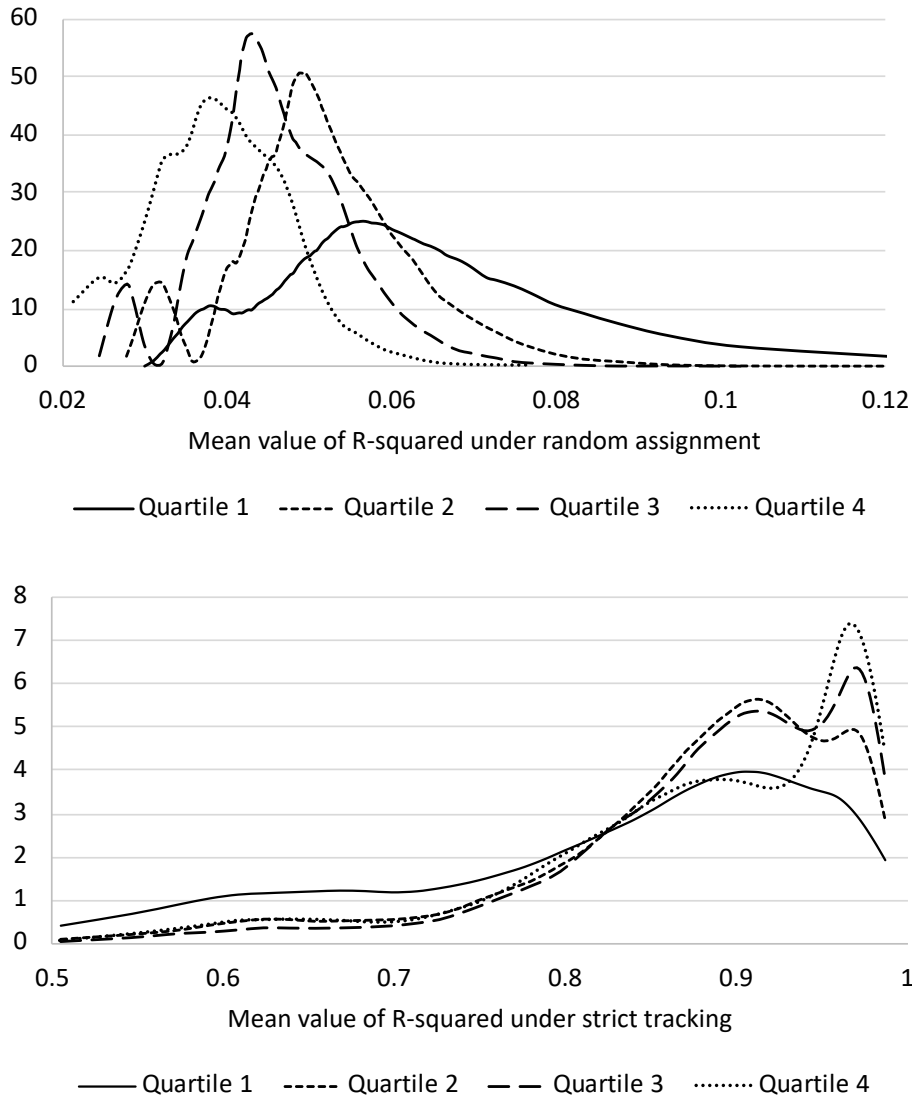 60
50
40
30
20
10
0
0.02 0.04 0.06 0.08 0.1 0.12
Mean value of R-squared under random assignment
Quartile 1 Quartile 2 Quartile 3 Quartile 4
8
7
6
5
4
3
2
1
0
0.5 0.6 0.7 0.8 0.9 1
Mean value of R-squared under strict tracking
Quartile 1 Quartile 2 Quartile 3 Quartile 4